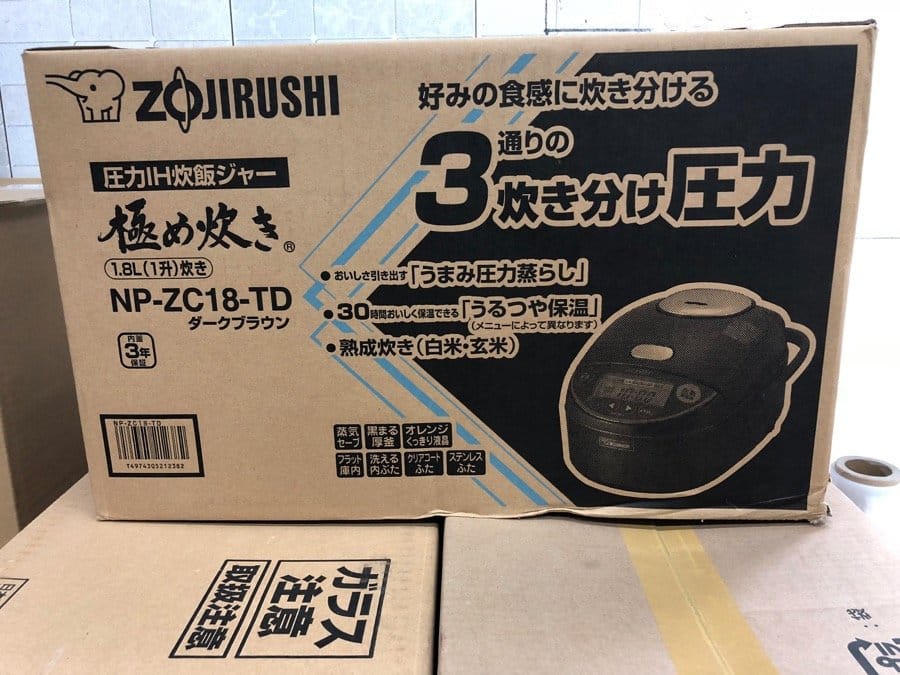 ZOJIRUSHI
圧力IH炊飯ジャー
極め炊き®
1.8L(1升)炊き
NP-ZC18-TD
ダークブラウン
内釜
3年
保証
NP-ZC18-TD
T4974305212382
好みの食感に炊き分ける
3通りの
炊き分け圧力
●おいしさ引き出す「うまみ圧力蒸らし」
●30時間おいしく保温できる「うるつや保温」
(メニューによって異なります)
●熟成炊き(白米・玄米)
蒸気
セーブ
黒まる
厚釜
オレンジ
くっきり液晶
フラット
庫内
洗える
内ぶた
クリアコート
ふた
ステンレス
ふた
ガラス
注意
取扱注意